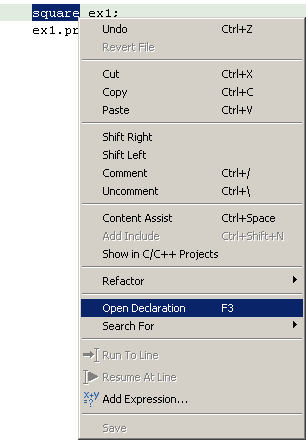 square ex1;
ex1.pr
Undo Ctrl+Z
Revert File
Cut Ctrl+X
Copy Ctrl+C
Paste Ctrl+V
Shift Right
Shift Left
Comment Ctrl+/
Uncomment Ctrl+\
Content Assist Ctrl+Space
Add Include Ctrl+Shift+N
Show in C/C++ Projects
Refactor
Open Declaration F3
Search For
Run To Line
Resume At Line
x+y
=?
Add Expression...
Save